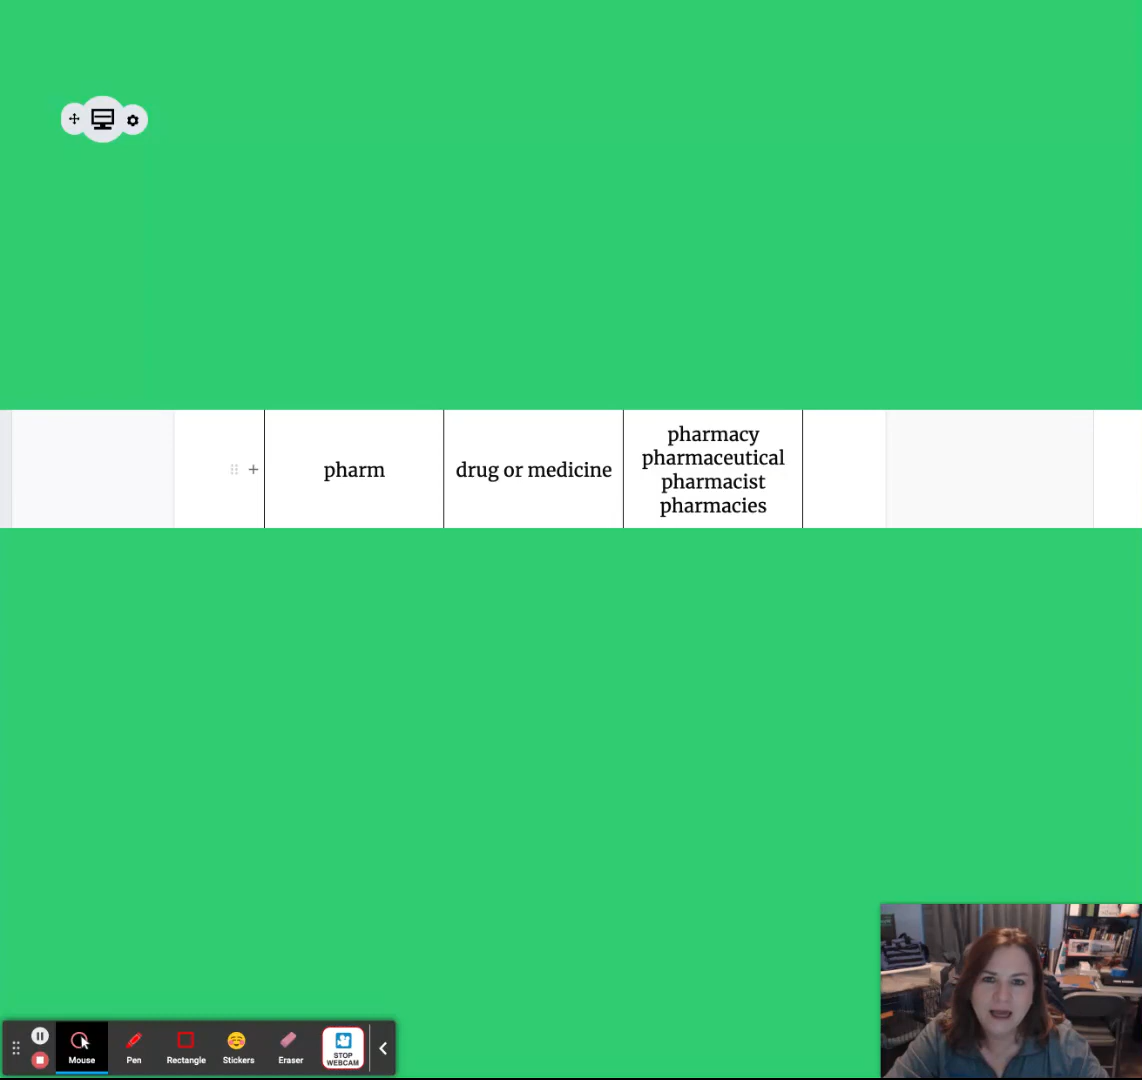 pharm
drug or medicine
pharmacy
pharmaceutical
pharmacist
pharmacies
Mouse
Pen
Rectangle
Stickers
Eraser
STOP
WEBCAM